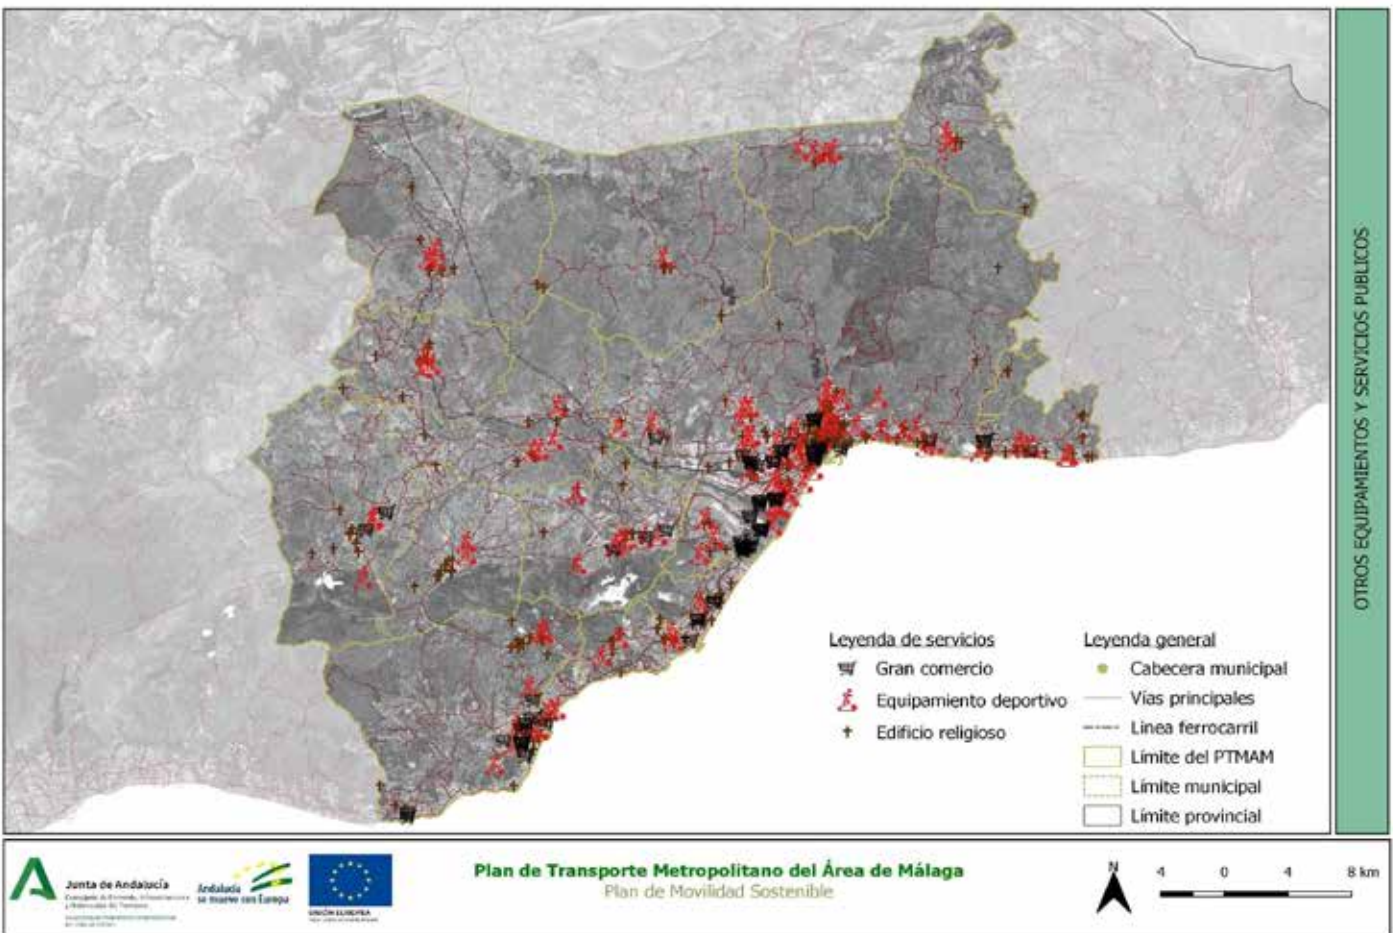 OTROS EQUIPAMIENTOS Y SERVICIOS PUBLICOS
Leyenda de servicios
Gran comercio
Equipamiento deportivo
Edificio religioso
Leyenda general
Cabecera municipal
Vías principales
Linea ferrocarril
Límite del PTMAM
Límite municipal
Límite provincial
Junta de Andalucía
Andalucía
se mueve con Europa
UNIÓN EUROPEA
Plan de Transporte Metropolitano del Área de Málaga
Plan de Movilidad Sostenible
N
4 0 4 8 km